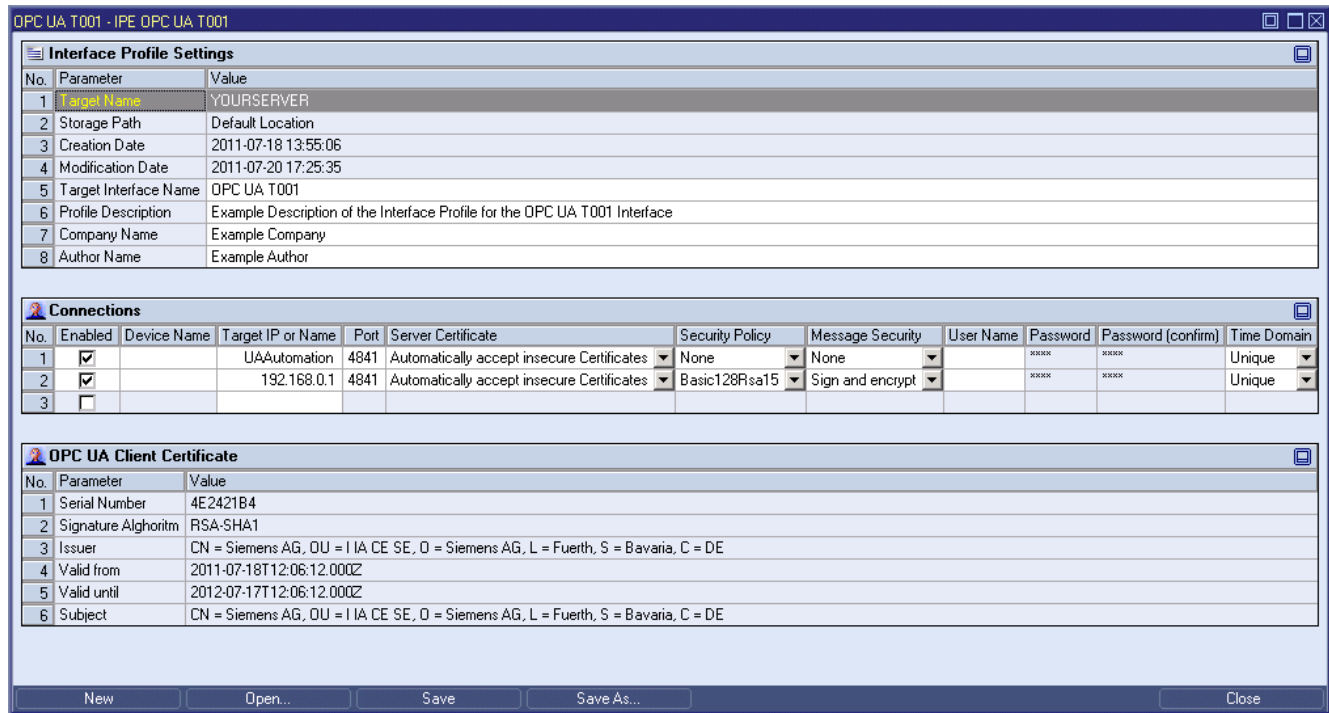 OPC UA T001 - IPE OPC UA T001
Interface Profile Settings
No. Parameter Value
1 Target Name YOURSERVER
2 Storage Path Default Location
3 Creation Date 2011-07-18 13:55:06
4 Modification Date 2011-07-20 17:25:35
5 Target Interface Name OPC UA T001
6 Profile Description Example Description of the Interface Profile for the OPC UA T001 Interface
7 Company Name Example Company
8 Author Name Example Author
Connections
No. Enabled Device Name Target IP or Name Port Server Certificate Security Policy Message Security User Name Password Password (confirm) Time Domain
1 UAAutomation 4841 Automatically accept insecure Certificates None None **** **** Unique
2 192.168.0.1 4841 Automatically accept insecure Certificates Basic128Rsa15 Sign and encrypt **** **** Unique
3
OPC UA Client Certificate
No. Parameter Value
1 Serial Number 4E2421B4
2 Signature Alghoritm RSA-SHA1
3 Issuer CN = Siemens AG, OU = I IA CE SE, O = Siemens AG, L = Fuerth, S = Bavaria, C = DE
4 Valid from 2011-07-18T12:06:12.000Z
5 Valid until 2012-07-17T12:06:12.000Z
6 Subject CN = Siemens AG, OU = I IA CE SE, O = Siemens AG, L = Fuerth, S = Bavaria, C = DE
New Open... Save Save As... Close